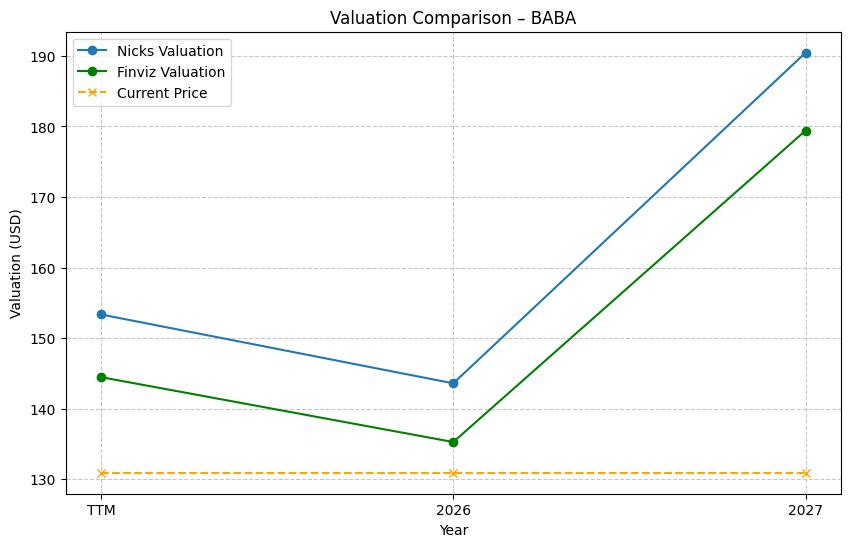 Valuation Comparison – BABA
Nicks Valuation
Finviz Valuation
Current Price
Valuation (USD)
190
180
170
160
150
140
130
TTM
2026
2027
Year